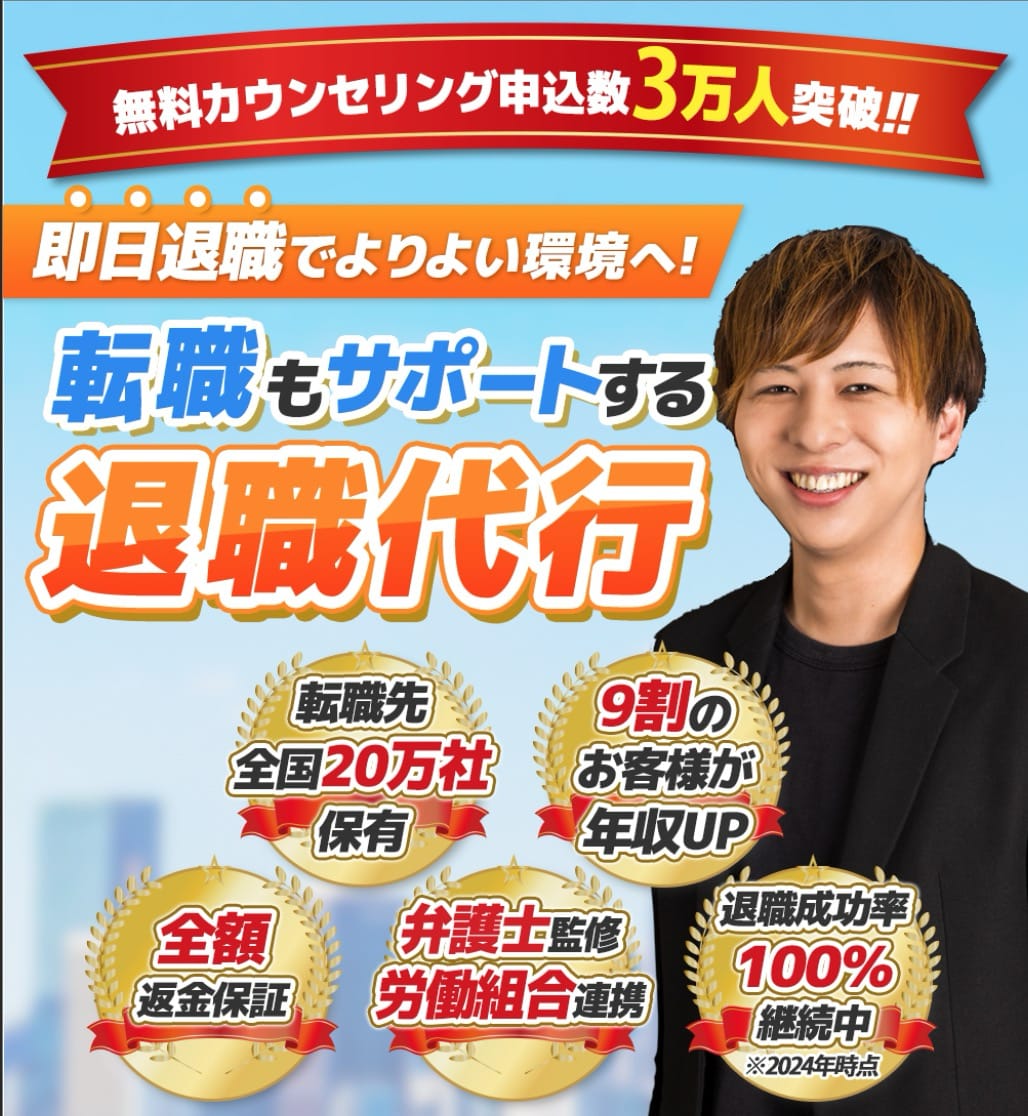 無料カウンセリング申込数3万人突破!!
即日退職でよりよい環境へ!
転職もサポートする
退職代行
転職先
全国20万社
保有
9割の
お客様が
年収UP
全額
返金保証
弁護士監修
労働組合連携
退職成功率
100%
継続中
※2024年時点